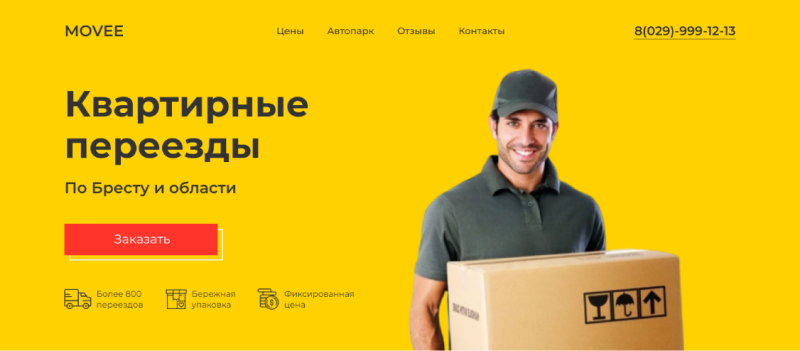 MOVEE
Цены
Автопарк
Отзывы
Контакты
8(029)-999-12-13
Квартирные
переезды
По Бресту и области
Заказать
Более 800
переездов
Бережная
упаковка
Фиксированная
цена